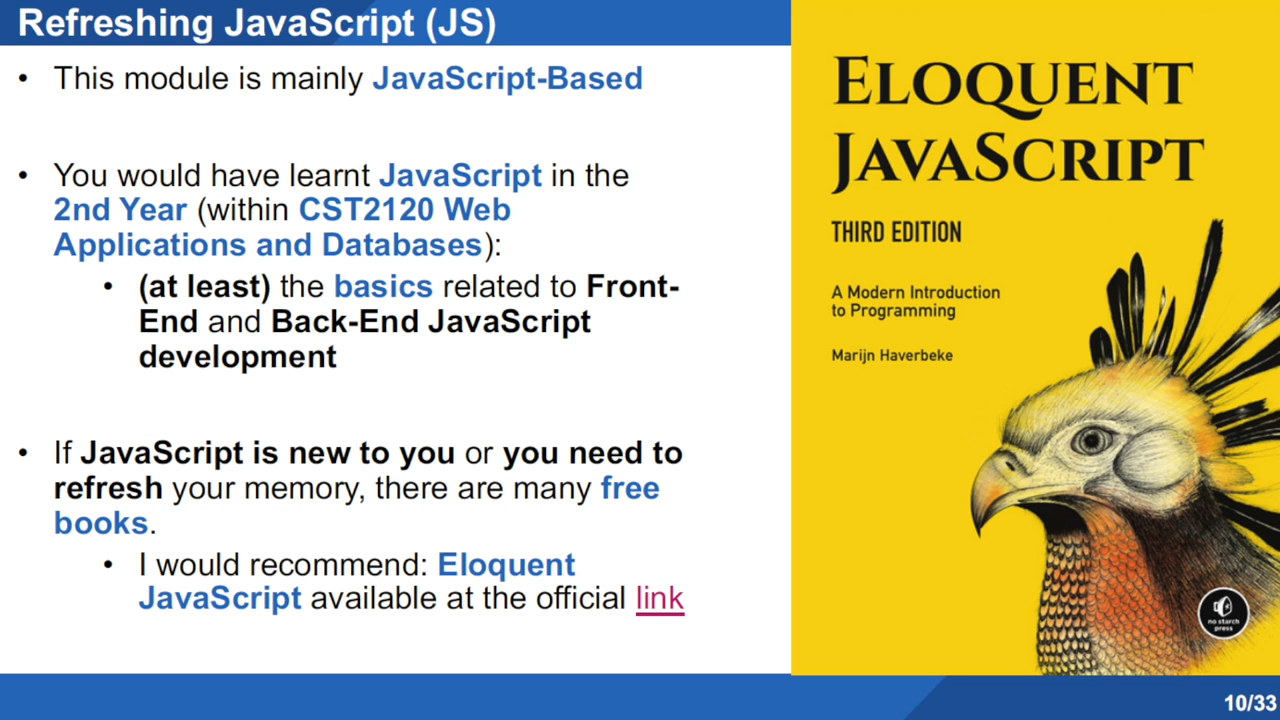 Refreshing JavaScript (JS)
• This module is mainly JavaScript-Based
• You would have learnt JavaScript in the
2nd Year (within CST2120 Web
Applications and Databases):
• (at least) the basics related to Front-
End and Back-End JavaScript
development
• If JavaScript is new to you or you need to
refresh your memory, there are many free
books.
• I would recommend: Eloquent
JavaScript available at the official link
ELOQUENT
JAVASCRIPT
THIRD EDITION
A Modern Introduction
to Programming
Marijn Haverbeke
no starch
press
10/33